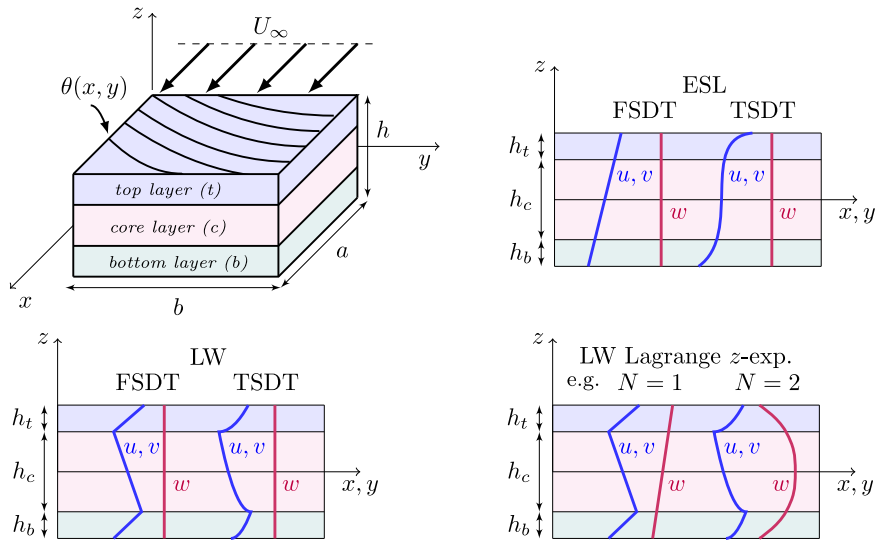 z
U∞
θ(x, y)
h
y
top layer (t)
core layer (c)
bottom layer (b)
a
x
b
z
ESL
FSDT TSDT
h_t
u, v u, v
h_c
x, y
w w
h_b
z
LW
FSDT TSDT
h_t
u, v u, v
h_c
w w
x, y
h_b
z
LW Lagrange z-exp.
e.g. N = 1 N = 2
h_t
u, v u, v
h_c
w w
x, y
h_b